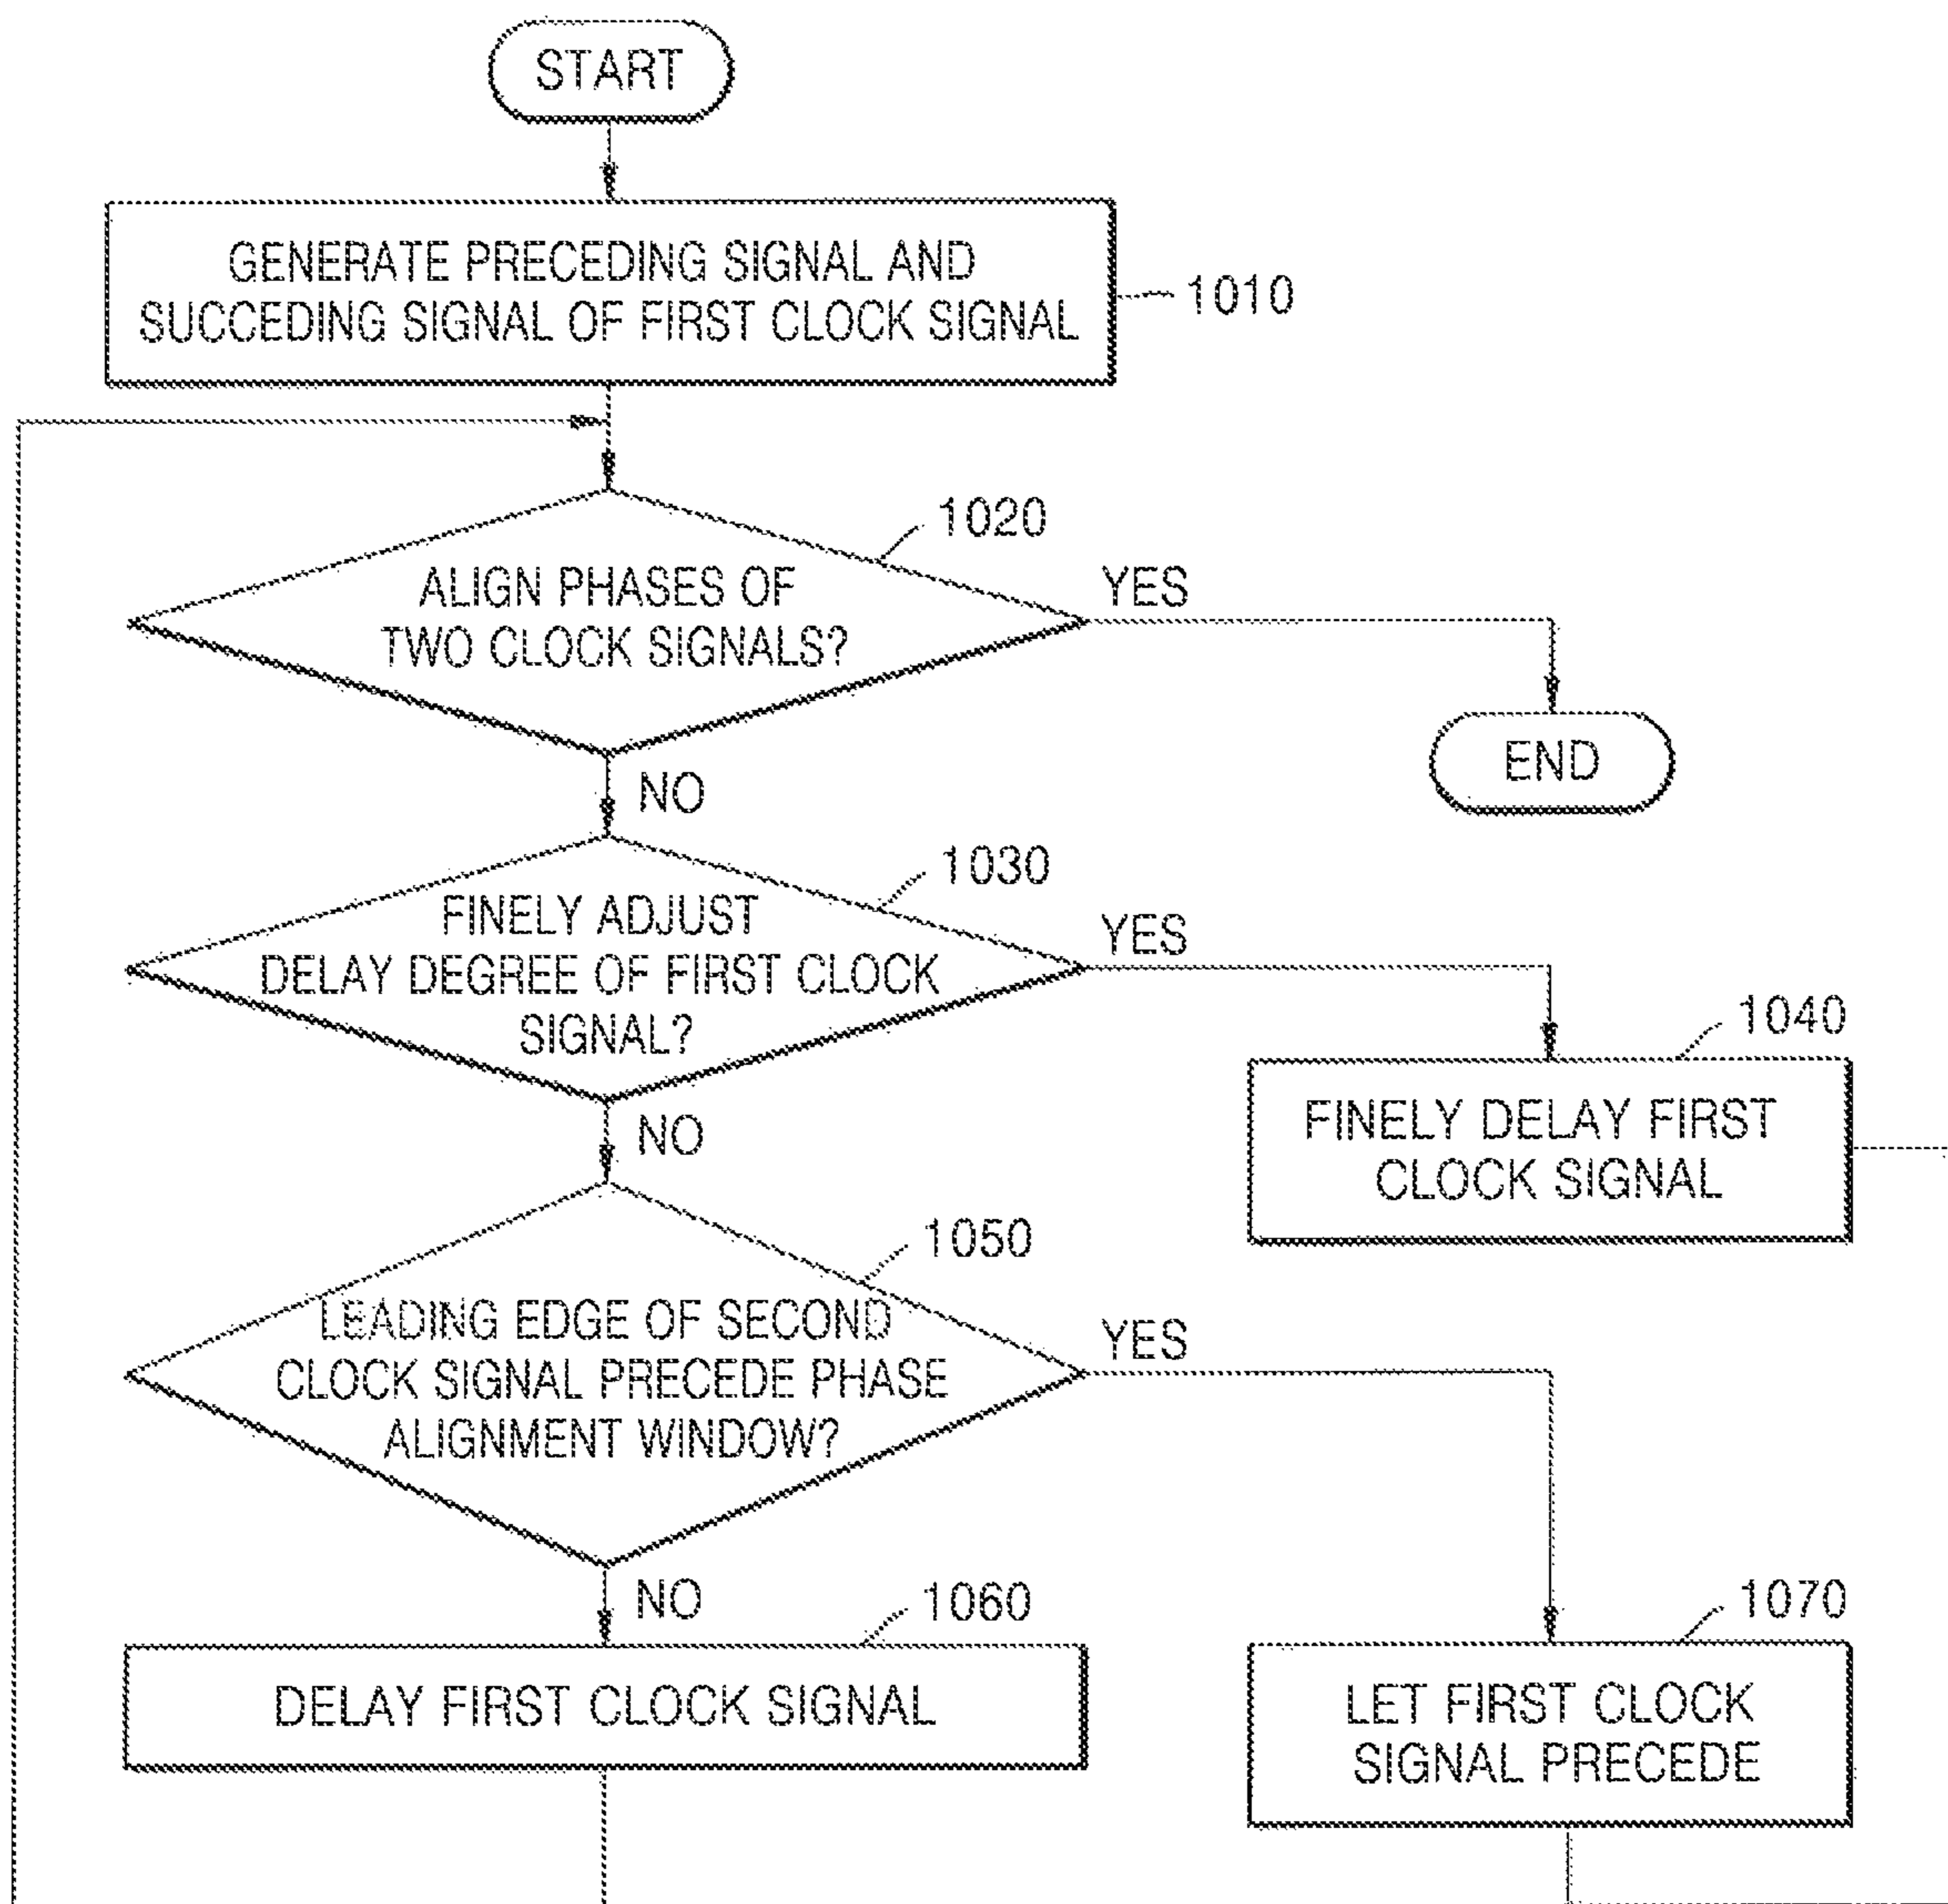 START
GENERATE PRECEDING SIGNAL AND
SUCCEDING SIGNAL OF FIRST CLOCK SIGNAL
1010
1020
ALIGN PHASES OF
TWO CLOCK SIGNALS?
YES
END
NO
1030
FINELY ADJUST
DELAY DEGREE OF FIRST CLOCK
SIGNAL?
YES
1040
FINELY DELAY FIRST
CLOCK SIGNAL
NO
1050
LEADING EDGE OF SECOND
CLOCK SIGNAL PRECEDE PHASE
ALIGNMENT WINDOW?
YES
NO
1060
DELAY FIRST CLOCK SIGNAL
1070
LET FIRST CLOCK
SIGNAL PRECEDE